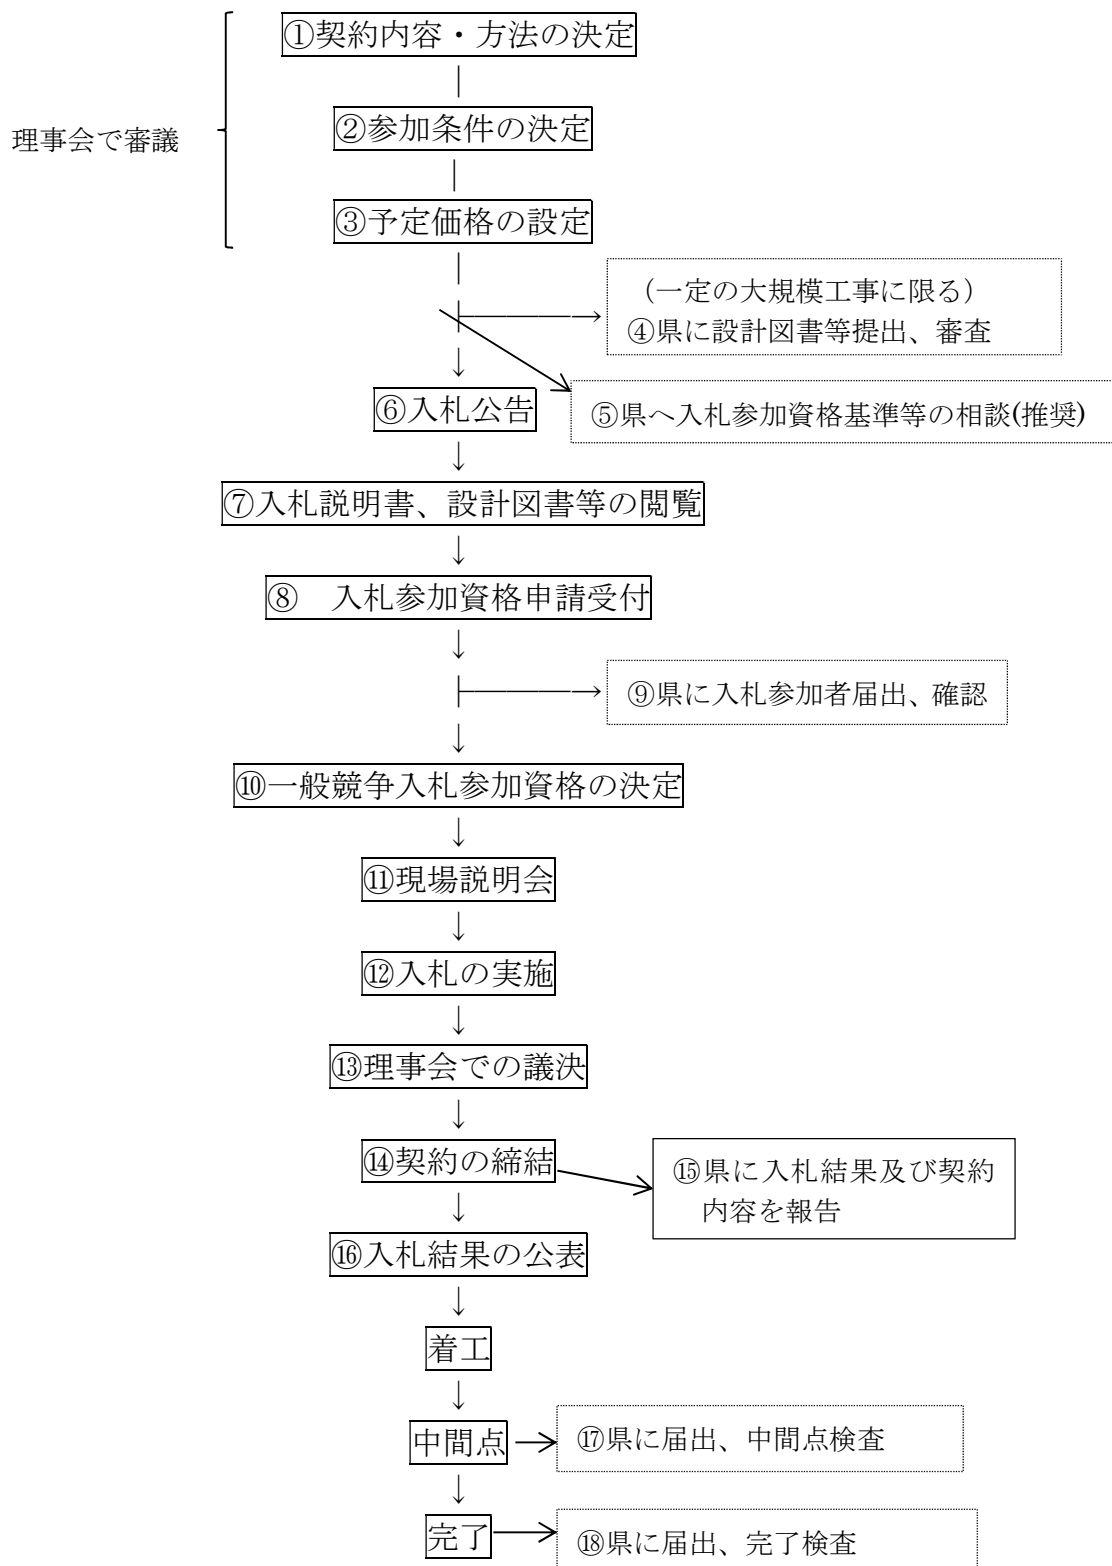 ①契約内容・方法の決定
②参加条件の決定
理事会で審議
③予定価格の設定
（一定の大規模工事に限る）
④県に設計図書等提出、審査
⑥入札公告
⑤県へ入札参加資格基準等の相談(推奨)
⑦入札説明書、設計図書等の閲覧
⑧　入札参加資格申請受付
⑨県に入札参加者届出、確認
⑩一般競争入札参加資格の決定
⑪現場説明会
⑫入札の実施
⑬理事会での議決
⑭契約の締結
⑮県に入札結果及び契約
内容を報告
⑯入札結果の公表
着工
中間点
⑰県に届出、中間点検査
完了
⑱県に届出、完了検査